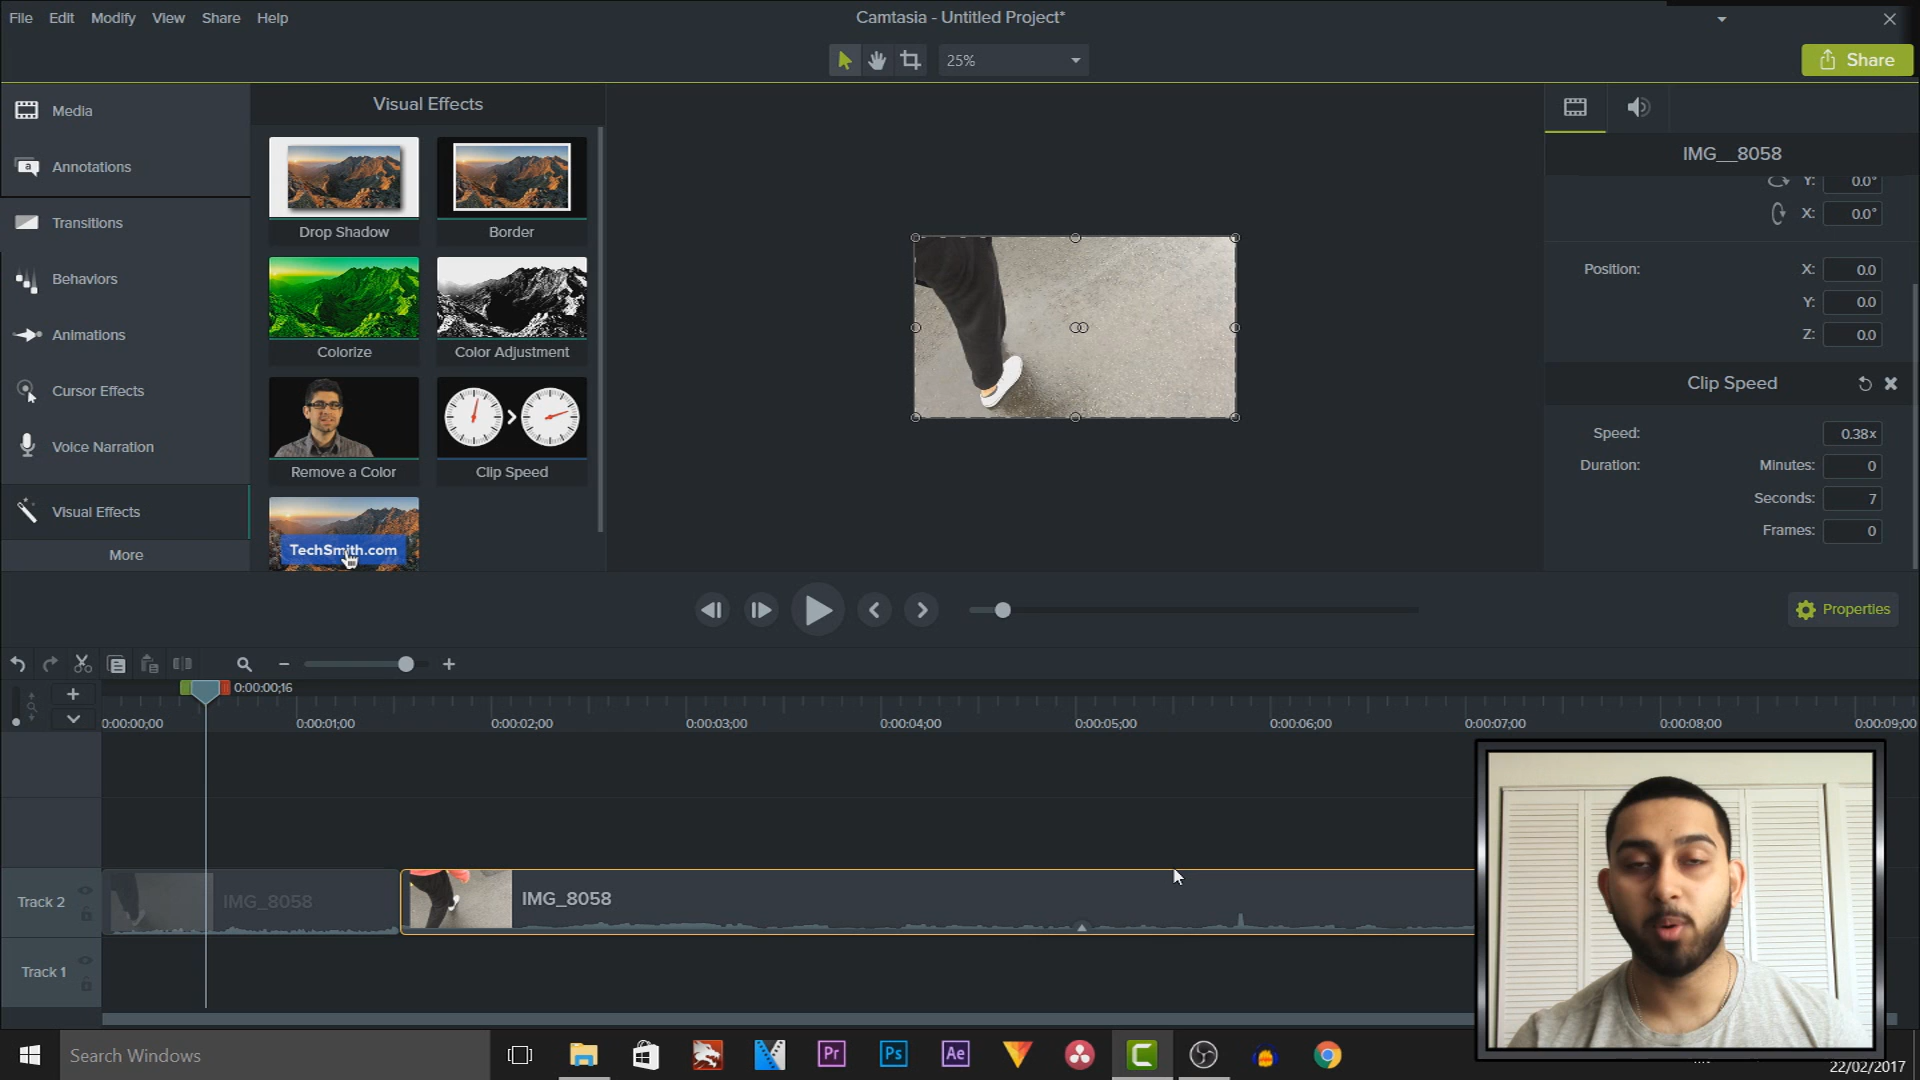 File Edit Modify View Share Help
Camtasia - Untitled Project*
25%
Share
Media
Annotations
Transitions
Behaviors
Animations
Cursor Effects
Voice Narration
Visual Effects
More
Visual Effects
Drop Shadow
Border
Colorize
Color Adjustment
Remove a Color
Clip Speed
TechSmith.com
IMG__8058
Y: 0.0°
X: 0.0°
Position: X: 0.0
Y: 0.0
Z: 0.0
Clip Speed
Speed: 0.38x
Duration: Minutes: 0
Seconds: 7
Frames: 0
Properties
0:00:00;16
0:00:00;00 0:00:01;00 0:00:02;00 0:00:03;00 0:00:04;00 0:00:05;00 0:00:06;00 0:00:07;00 0:00:08;00 0:00:09;00
Track 2
IMG_8058
IMG_8058
Track 1
Search Windows
Pr
Ps
Ae
22/02/2017